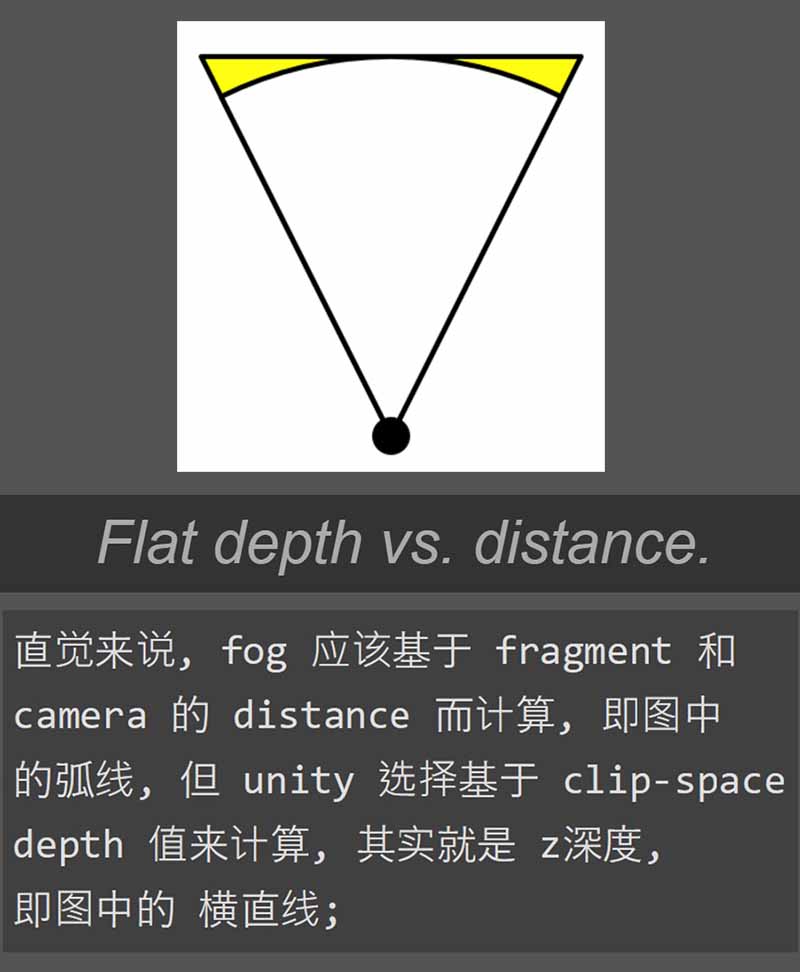 Flat depth vs. distance.
直觉来说, fog 应该基于 fragment 和
camera 的 distance 而计算, 即图中
的弧线, 但 unity 选择基于 clip-space
depth 值来计算, 其实就是 z深度,
即图中的 横直线;